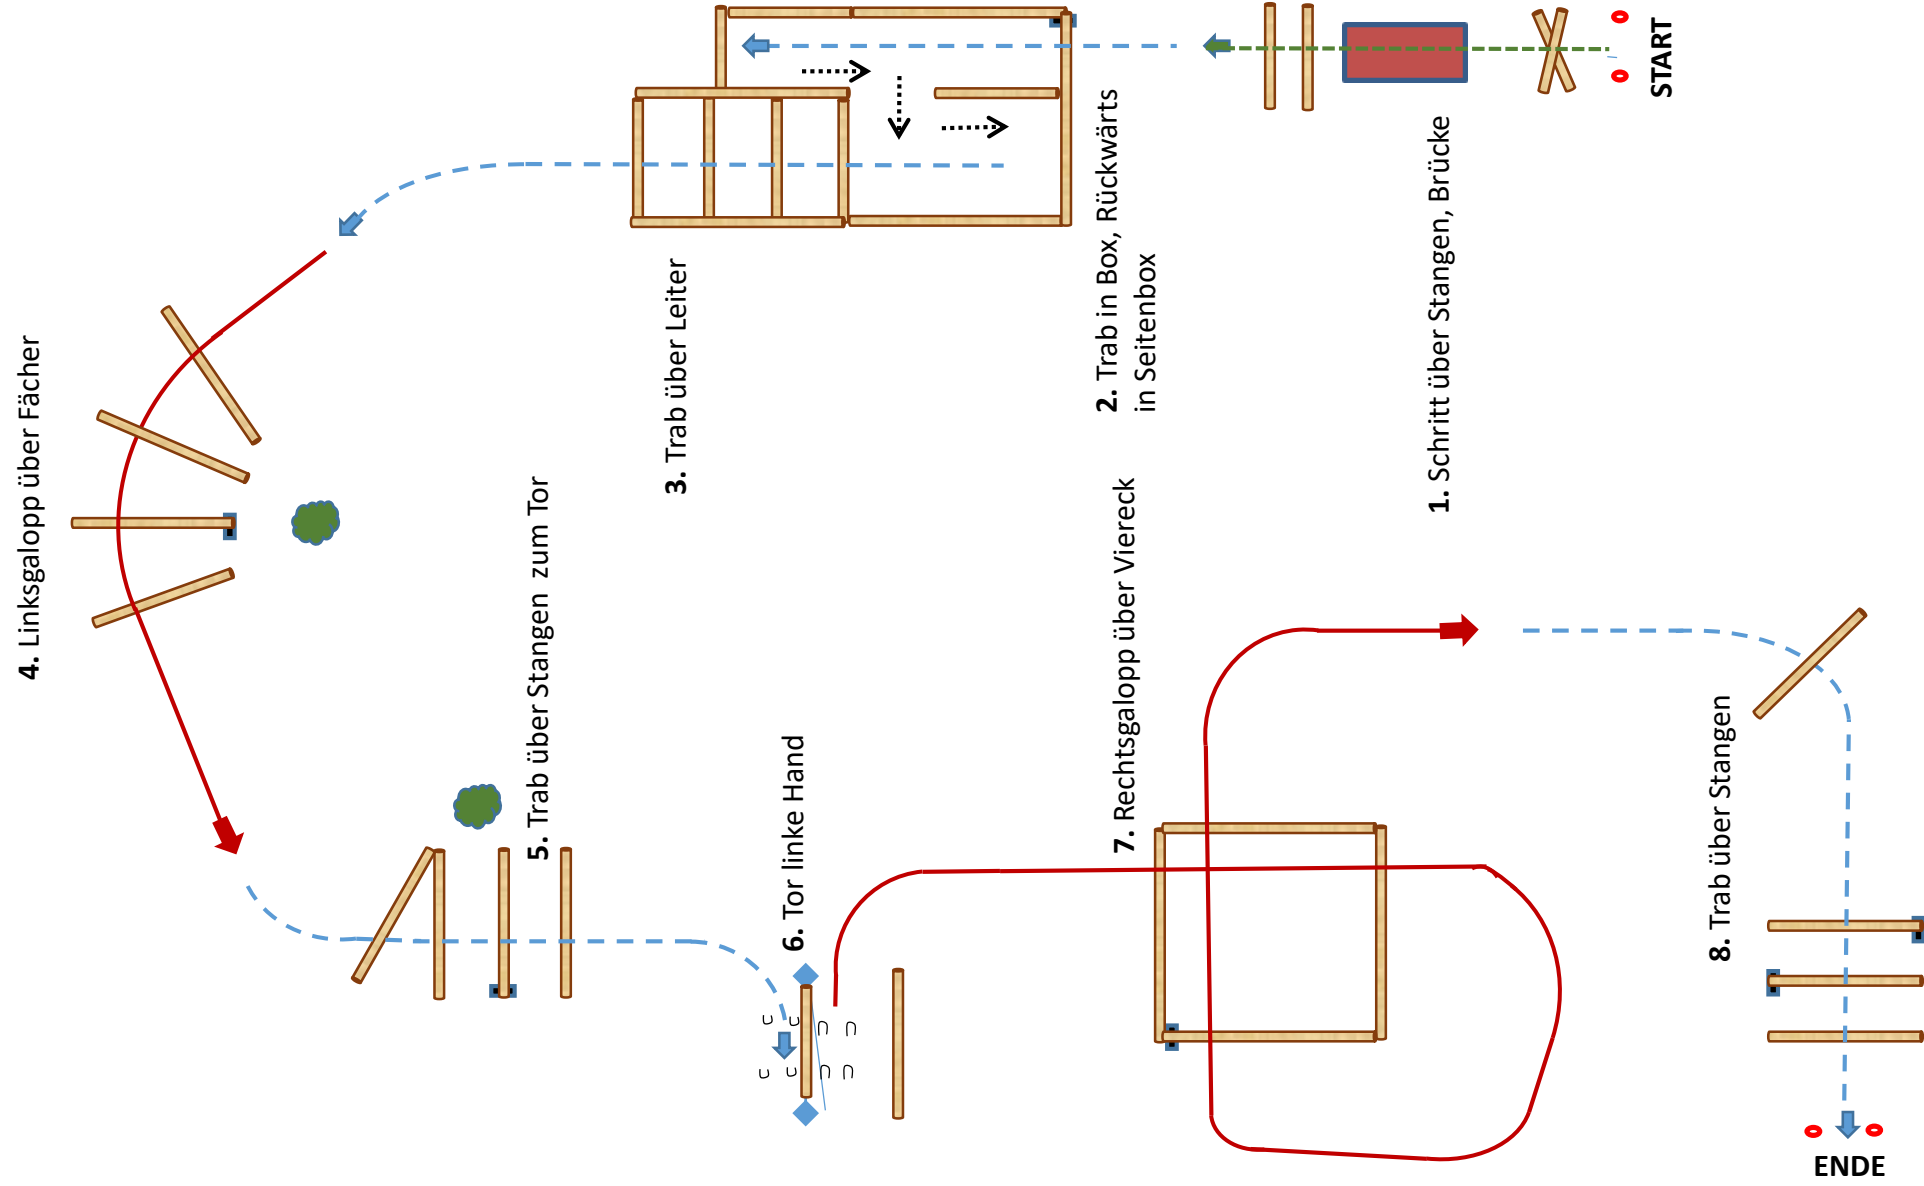 START
1. Schritt über Stangen, Brücke
2. Trab in Box, Rückwärts
in Seitenbox
3. Trab über Leiter
4. Linksgalopp über Fächer
5. Trab über Stangen zum Tor
6. Tor linke Hand
7. Rechtsgalopp über Viereck
8. Trab über Stangen
ENDE